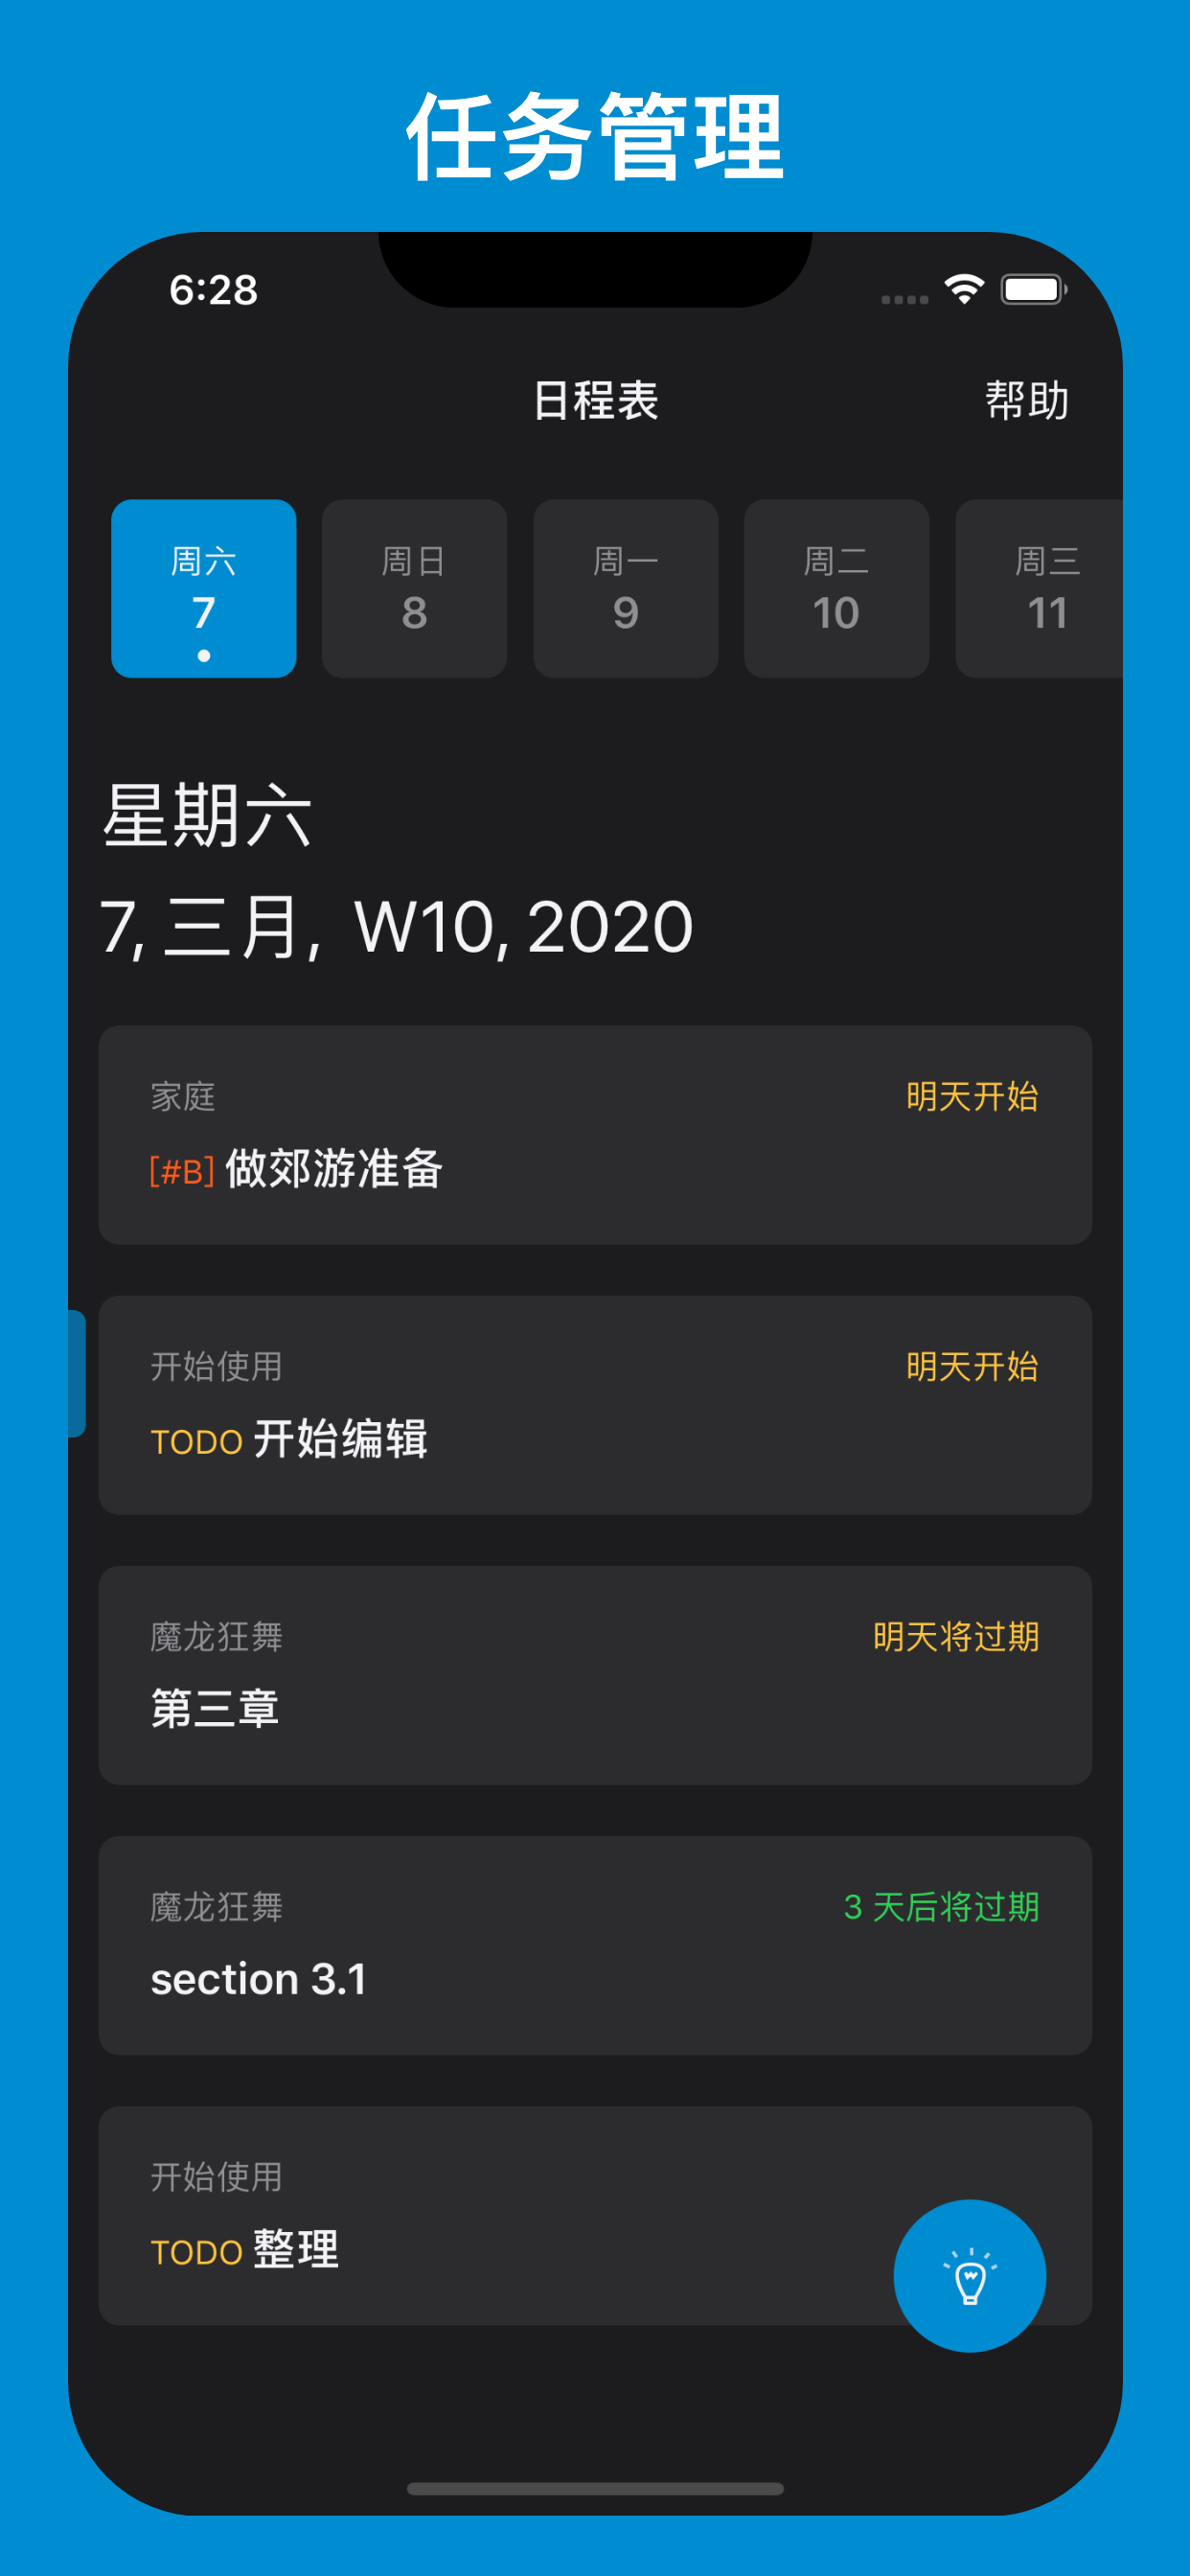 任务管理
6:28
日程表
帮助
周六 周日 周一 周二 周三
7 8 9 10 11
星期六
7, 三月, W10, 2020
家庭 明天开始
[#B] 做郊游准备
开始使用 明天开始
TODO 开始编辑
魔龙狂舞 明天将过期
第三章
魔龙狂舞 3 天后将过期
section 3.1
开始使用
TODO 整理